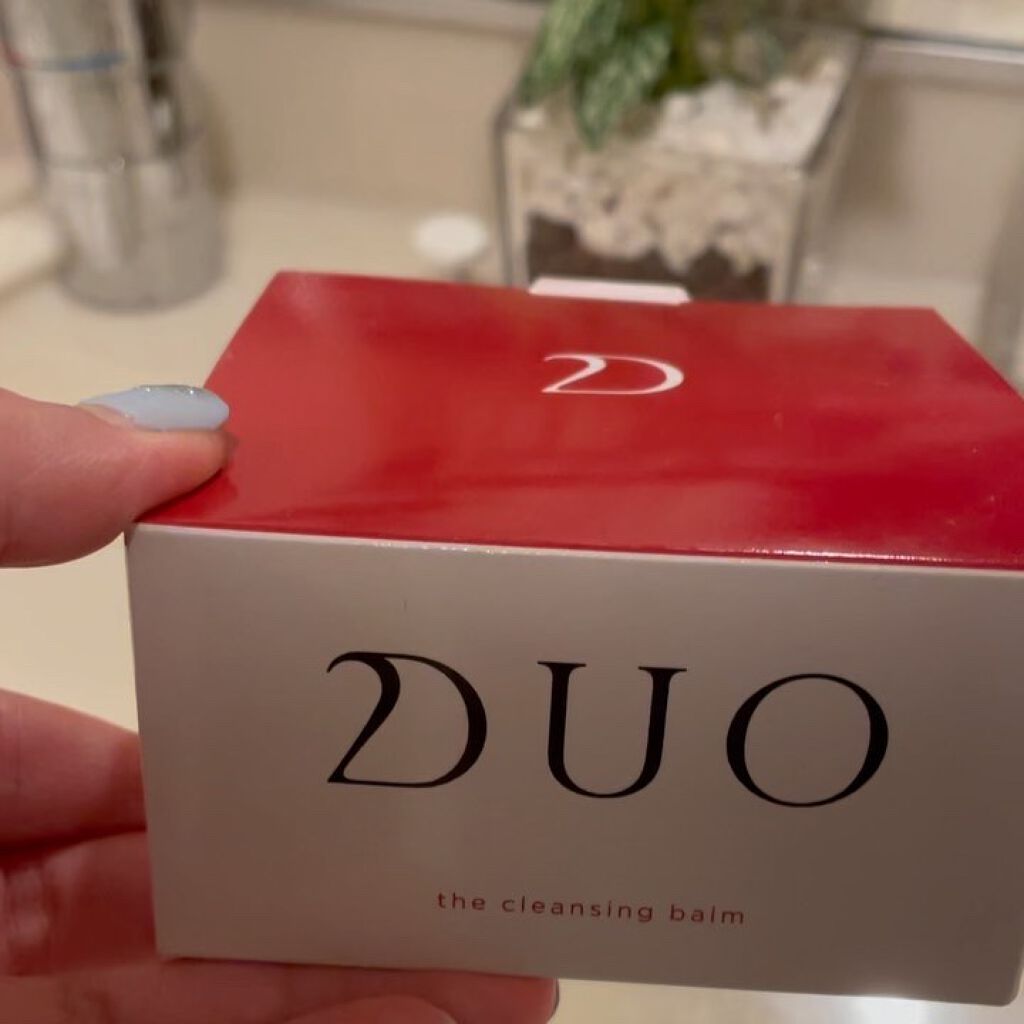 D
DUO
the cleansing balm